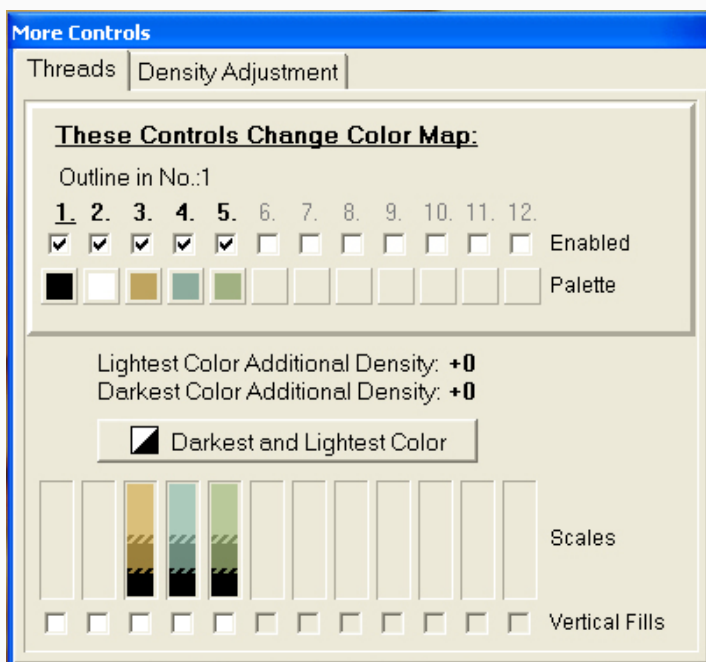 More Controls
Threads Density Adjustment
These Controls Change Color Map:
Outline in No.:1
1. 2. 3. 4. 5. 6. 7. 8. 9. 10. 11. 12.
Enabled
Palette
Lightest Color Additional Density: +0
Darkest Color Additional Density: +0
Darkest and Lightest Color
Scales
Vertical Fills